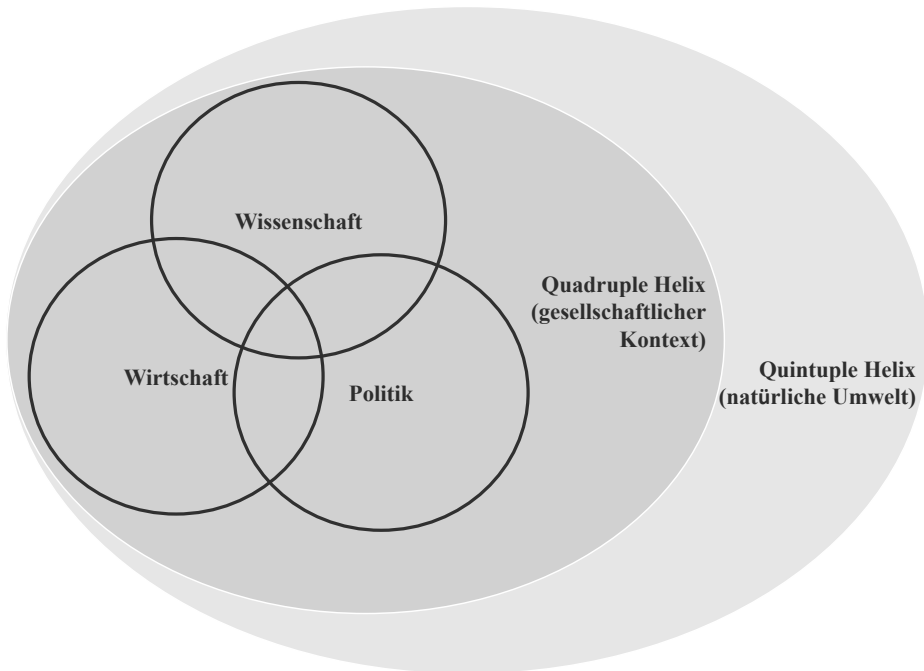 Wissenschaft
Quadruple Helix
(gesellschaftlicher
Kontext)
Wirtschaft
Politik
Quintuple Helix
(natürliche Umwelt)